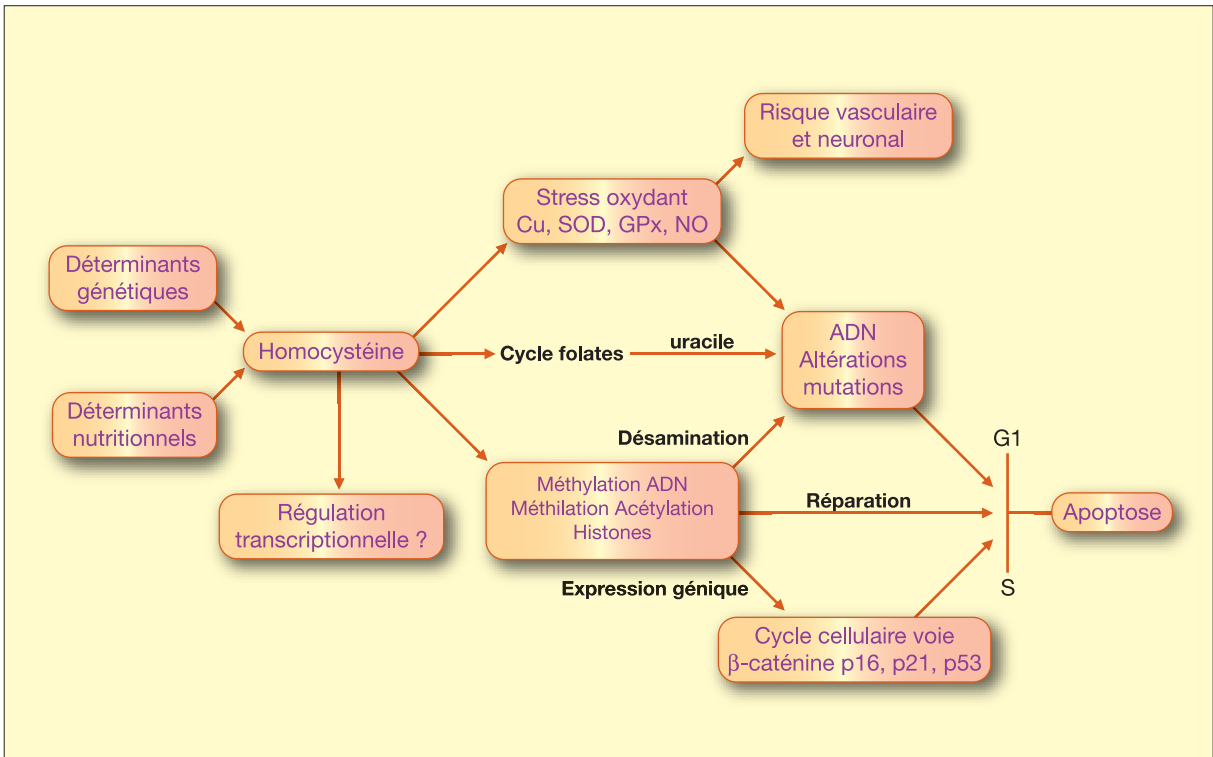 Risque vasculaire
et neuronal
Stress oxydant
Cu, SOD, GPx, NO
Déterminants
génétiques
Homocystéine
Cycle folates
uracile
ADN
Altérations
mutations
Déterminants
nutritionnels
Désamination
G1
Méthylation ADN
Méthilation Acétylation
Histones
Réparation
Apoptose
Régulation
transcriptionnelle ?
Expression génique
S
Cycle cellulaire voie
β-caténine p16, p21, p53